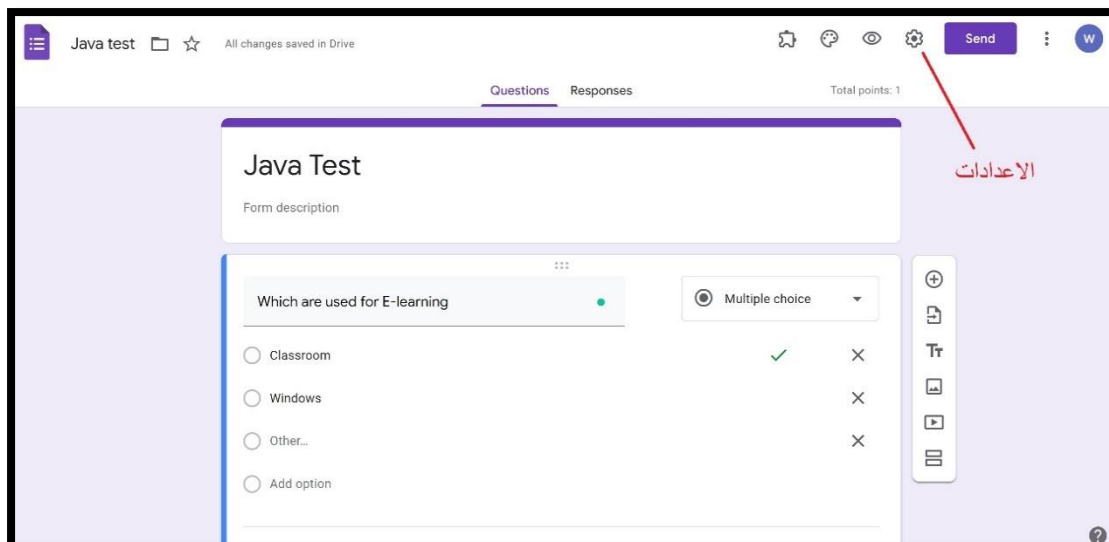 Java test
All changes saved in Drive
Send
W
Questions Responses
Total points: 1
الاعدادات
Java Test
Form description
Which are used for E-learning
Multiple choice
Classroom
Windows
Other...
Add option
Tт
?